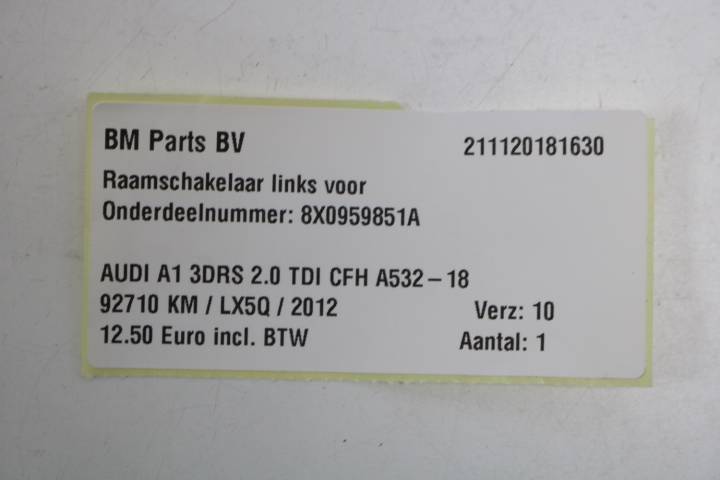 BM Parts BV 211120181630
Raamschakelaar links voor
Onderdeelnummer: 8X0959851A
AUDI A1 3DRS 2.0 TDI CFH A532-18
92710 KM / LX5Q / 2012 Verz: 10
12.50 Euro incl. BTW Aantal: 1